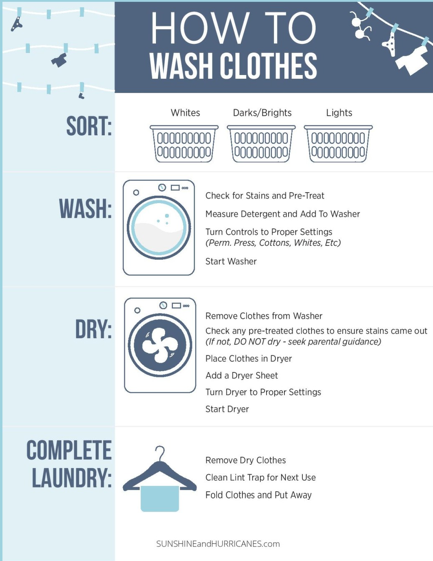 HOW TO
WASH CLOTHES
SORT:
Whites
Darks/Brights
Lights
WASH:
Check for Stains and Pre-Treat
Measure Detergent and Add To Washer
Turn Controls to Proper Settings
(Perm. Press, Cottons, Whites, Etc)
Start Washer
DRY:
Remove Clothes from Washer
Check any pre-treated clothes to ensure stains came out
(If not, DO NOT dry - seek parental guidance)
Place Clothes in Dryer
Add a Dryer Sheet
Turn Dryer to Proper Settings
Start Dryer
COMPLETE
LAUNDRY:
Remove Dry Clothes
Clean Lint Trap for Next Use
Fold Clothes and Put Away
SUNSHINEandHURRICANES.com